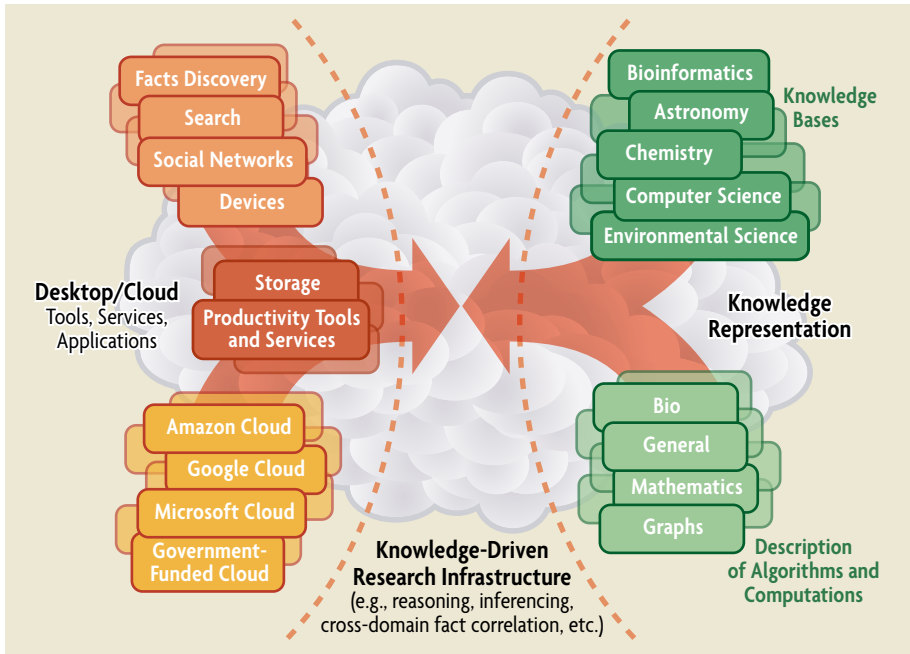 Facts Discovery
Search
Social Networks
Devices
Storage
Productivity Tools
and Services
Desktop/Cloud
Tools, Services,
Applications
Amazon Cloud
Google Cloud
Microsoft Cloud
Government-
Funded Cloud
Knowledge-Driven
Research Infrastructure
(e.g., reasoning, inferencing,
cross-domain fact correlation, etc.)
Bioinformatics
Astronomy
Chemistry
Computer Science
Environmental Science
Knowledge
Bases
Knowledge
Representation
Bio
General
Mathematics
Graphs
Description
of Algorithms and
Computations